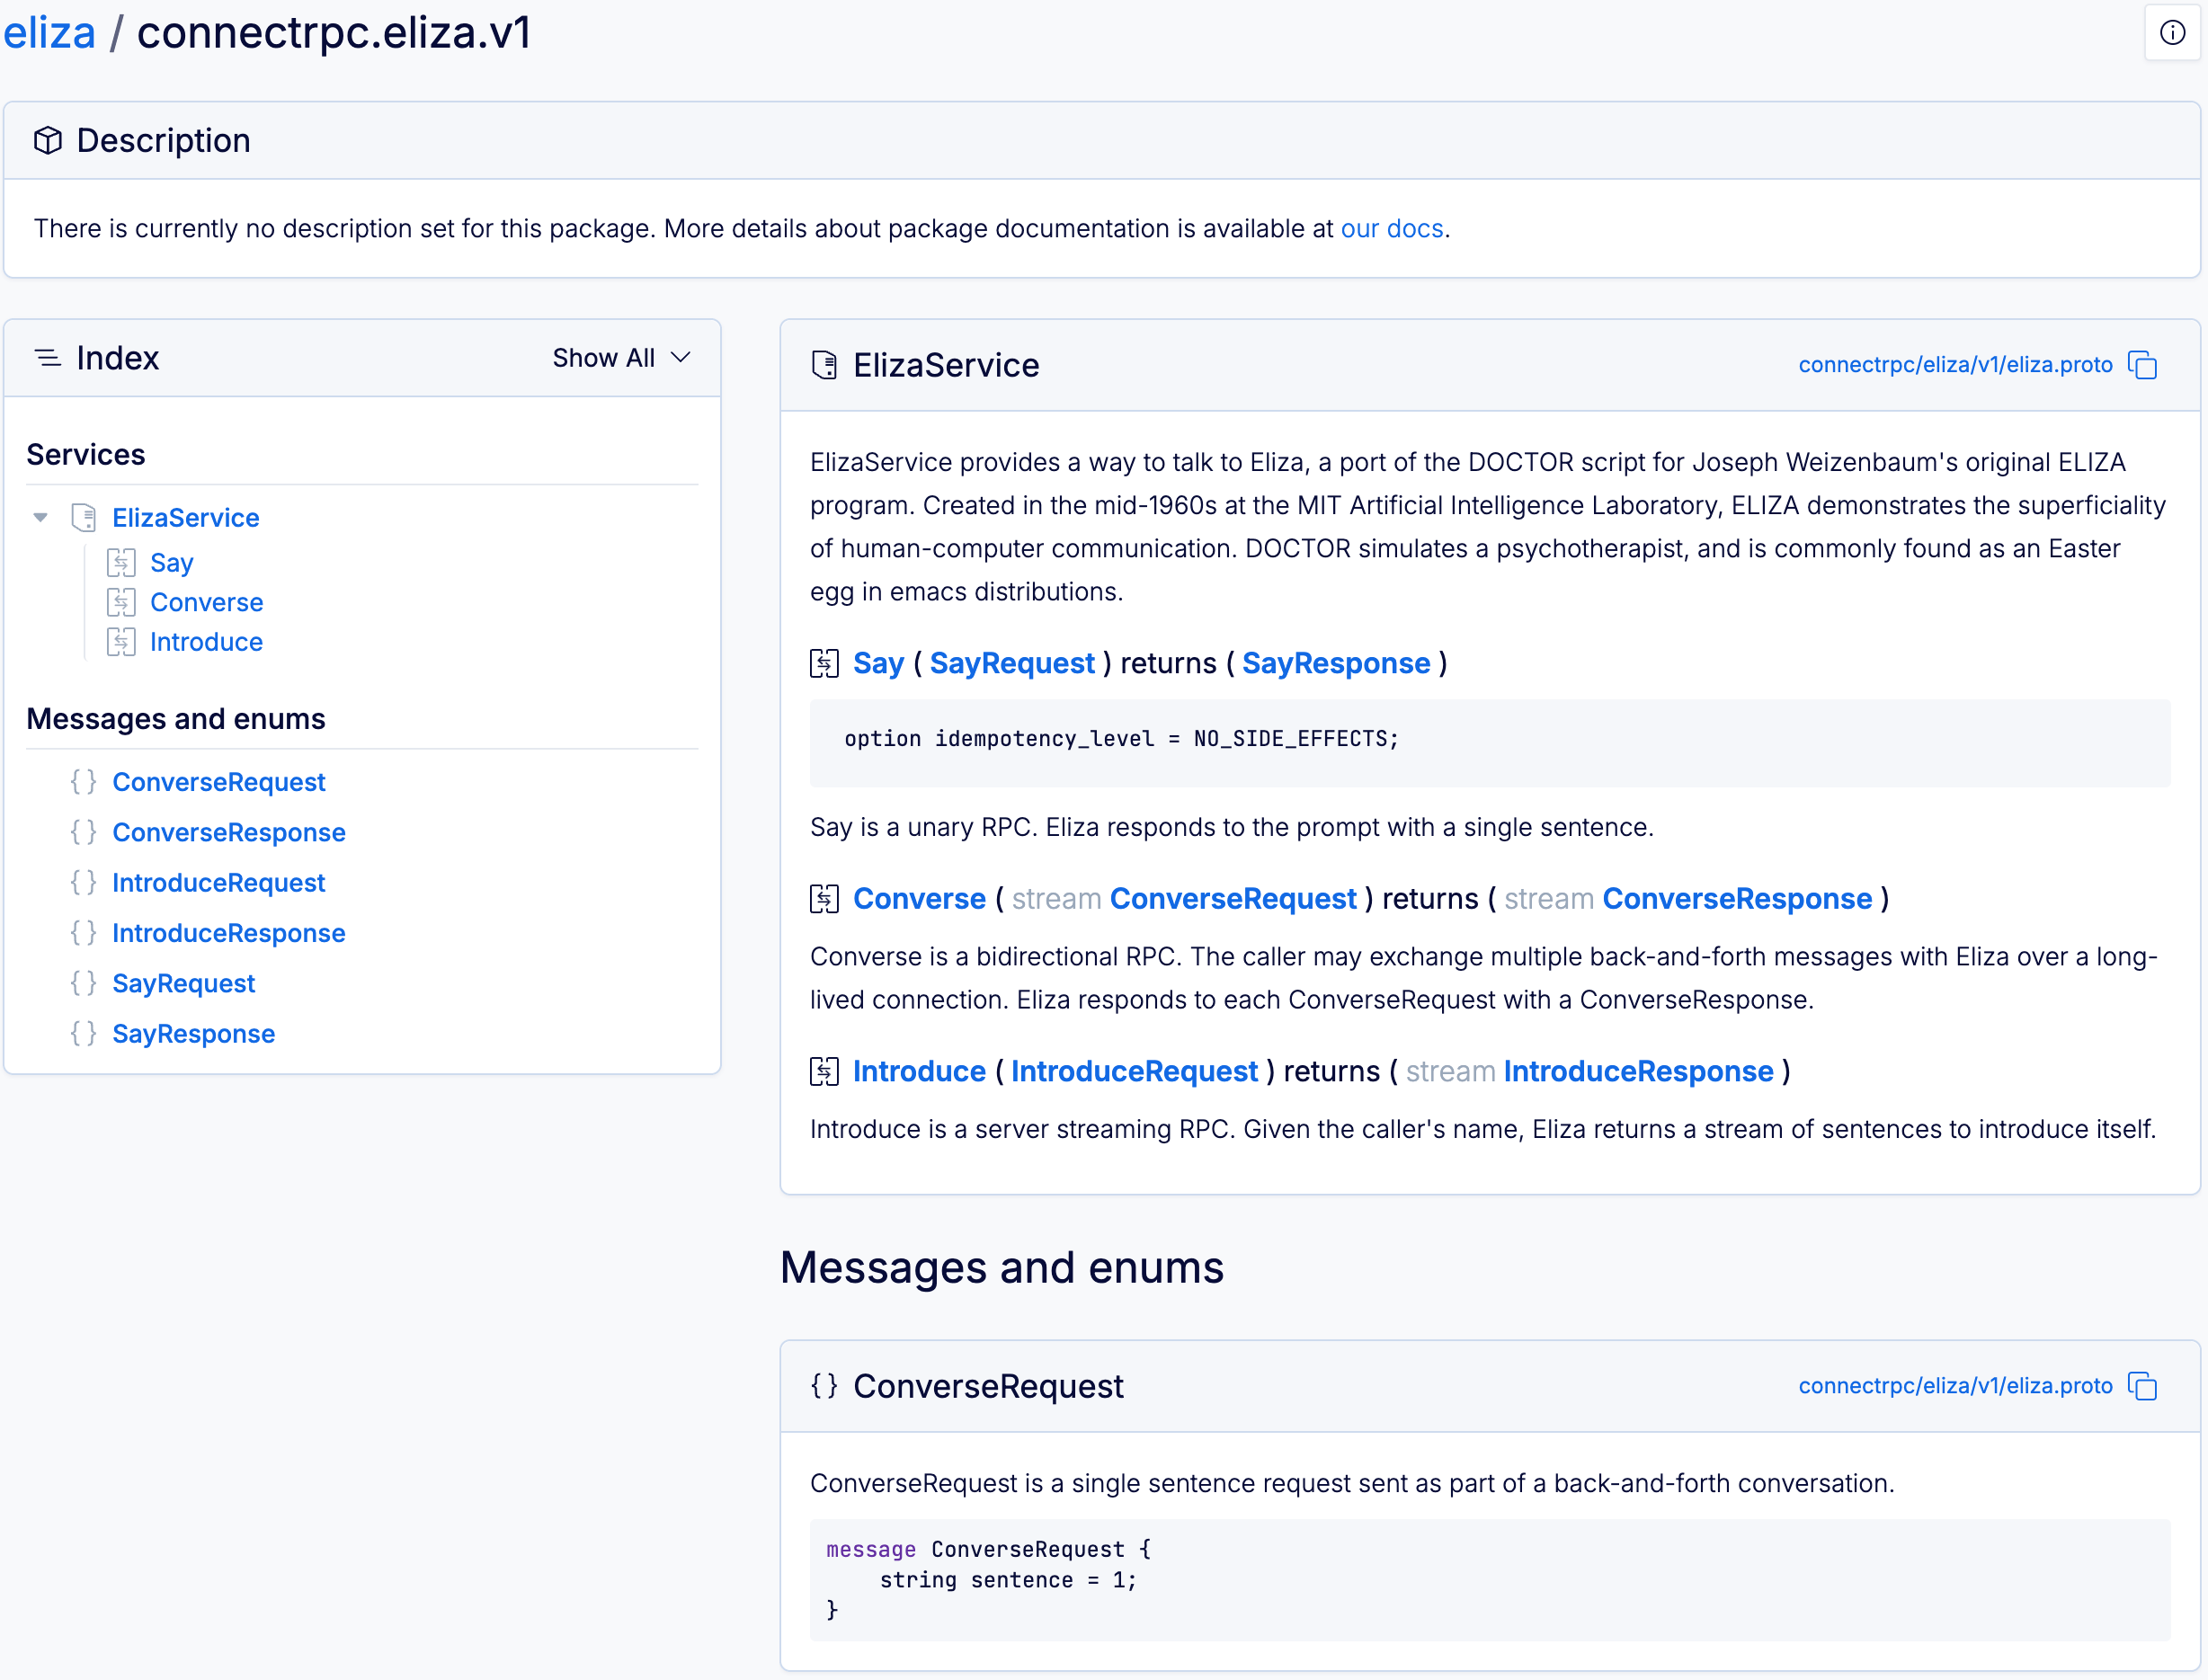 eliza / connectrpc.eliza.v1
Description
There is currently no description set for this package. More details about package documentation is available at our docs.
Index
Show All
Services
ElizaService
Say
Converse
Introduce
Messages and enums
{ } ConverseRequest
{ } ConverseResponse
{ } IntroduceRequest
{ } IntroduceResponse
{ } SayRequest
{ } SayResponse
ElizaService
connectrpc/eliza/v1/eliza.proto
ElizaService provides a way to talk to Eliza, a port of the DOCTOR script for Joseph Weizenbaum's original ELIZA
program. Created in the mid-1960s at the MIT Artificial Intelligence Laboratory, ELIZA demonstrates the superficiality
of human-computer communication. DOCTOR simulates a psychotherapist, and is commonly found as an Easter
egg in emacs distributions.
Say ( SayRequest ) returns ( SayResponse )
option idempotency_level = NO_SIDE_EFFECTS;
Say is a unary RPC. Eliza responds to the prompt with a single sentence.
Converse ( stream ConverseRequest ) returns ( stream ConverseResponse )
Converse is a bidirectional RPC. The caller may exchange multiple back-and-forth messages with Eliza over a long-
lived connection. Eliza responds to each ConverseRequest with a ConverseResponse.
Introduce ( IntroduceRequest ) returns ( stream IntroduceResponse )
Introduce is a server streaming RPC. Given the caller's name, Eliza returns a stream of sentences to introduce itself.
Messages and enums
{ } ConverseRequest
connectrpc/eliza/v1/eliza.proto
ConverseRequest is a single sentence request sent as part of a back-and-forth conversation.
message ConverseRequest {
    string sentence = 1;
}